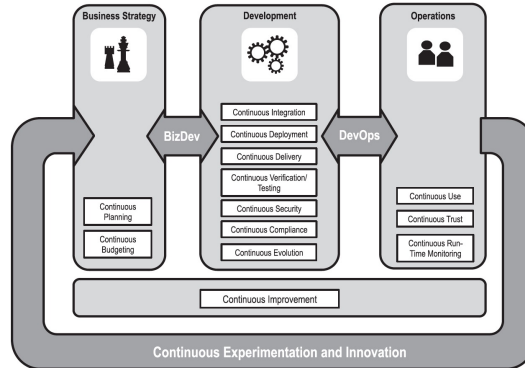 Business Strategy
Development
Operations
BizDev
DevOps
Continuous
Planning
Continuous
Budgeting
Continuous Integration
Continuous Deployment
Continuous Delivery
Continuous Verification/
Testing
Continuous Security
Continuous Compliance
Continuous Evolution
Continuous Use
Continuous Trust
Continuous Run-
Time Monitoring
Continuous Improvement
Continuous Experimentation and Innovation